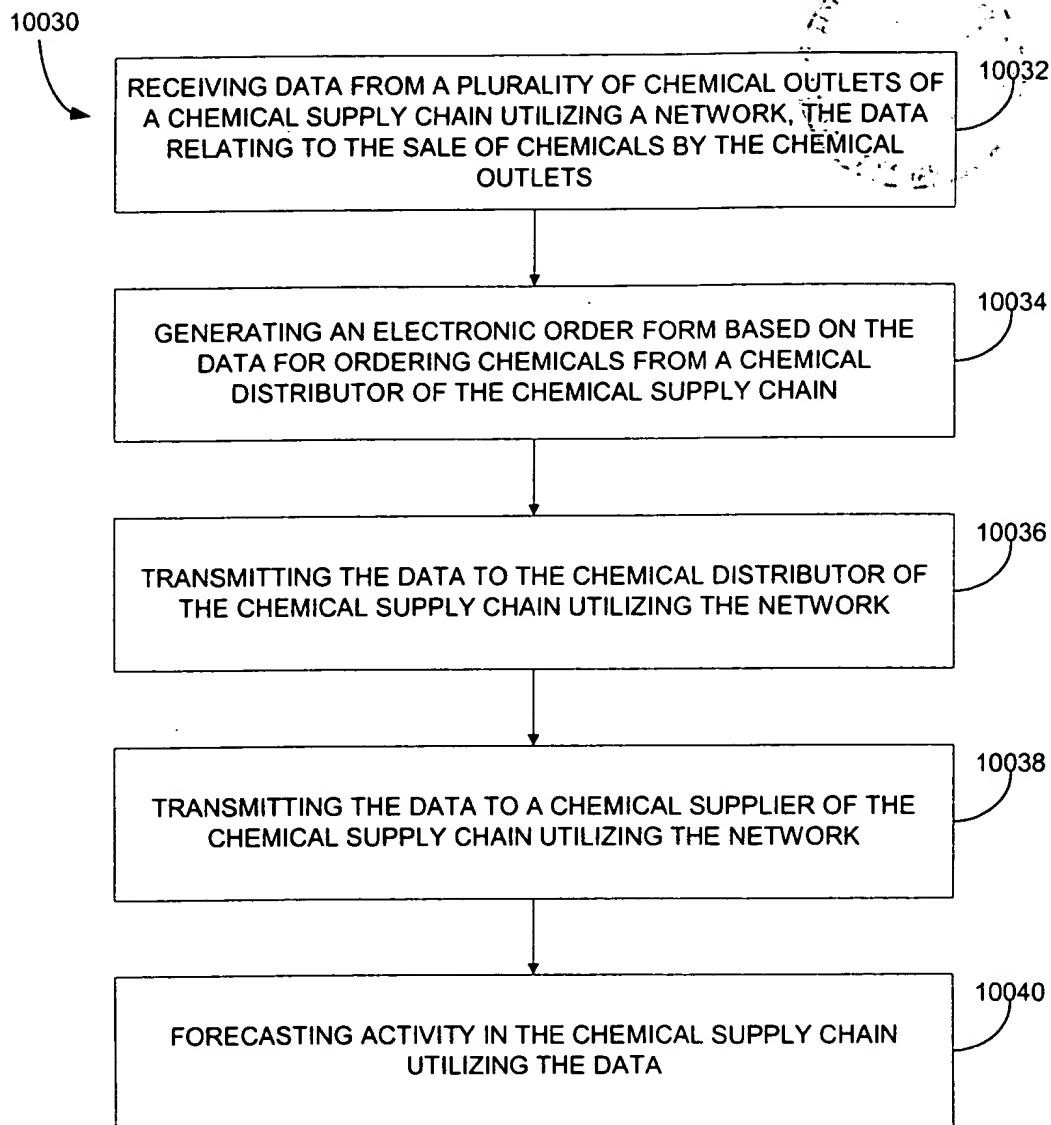 10030
RECEIVING DATA FROM A PLURALITY OF CHEMICAL OUTLETS OF
A CHEMICAL SUPPLY CHAIN UTILIZING A NETWORK, THE DATA
RELATING TO THE SALE OF CHEMICALS BY THE CHEMICAL
OUTLETS
10032
GENERATING AN ELECTRONIC ORDER FORM BASED ON THE
DATA FOR ORDERING CHEMICALS FROM A CHEMICAL
DISTRIBUTOR OF THE CHEMICAL SUPPLY CHAIN
10034
TRANSMITTING THE DATA TO THE CHEMICAL DISTRIBUTOR OF
THE CHEMICAL SUPPLY CHAIN UTILIZING THE NETWORK
10036
TRANSMITTING THE DATA TO A CHEMICAL SUPPLIER OF THE
CHEMICAL SUPPLY CHAIN UTILIZING THE NETWORK
10038
FORECASTING ACTIVITY IN THE CHEMICAL SUPPLY CHAIN
UTILIZING THE DATA
10040